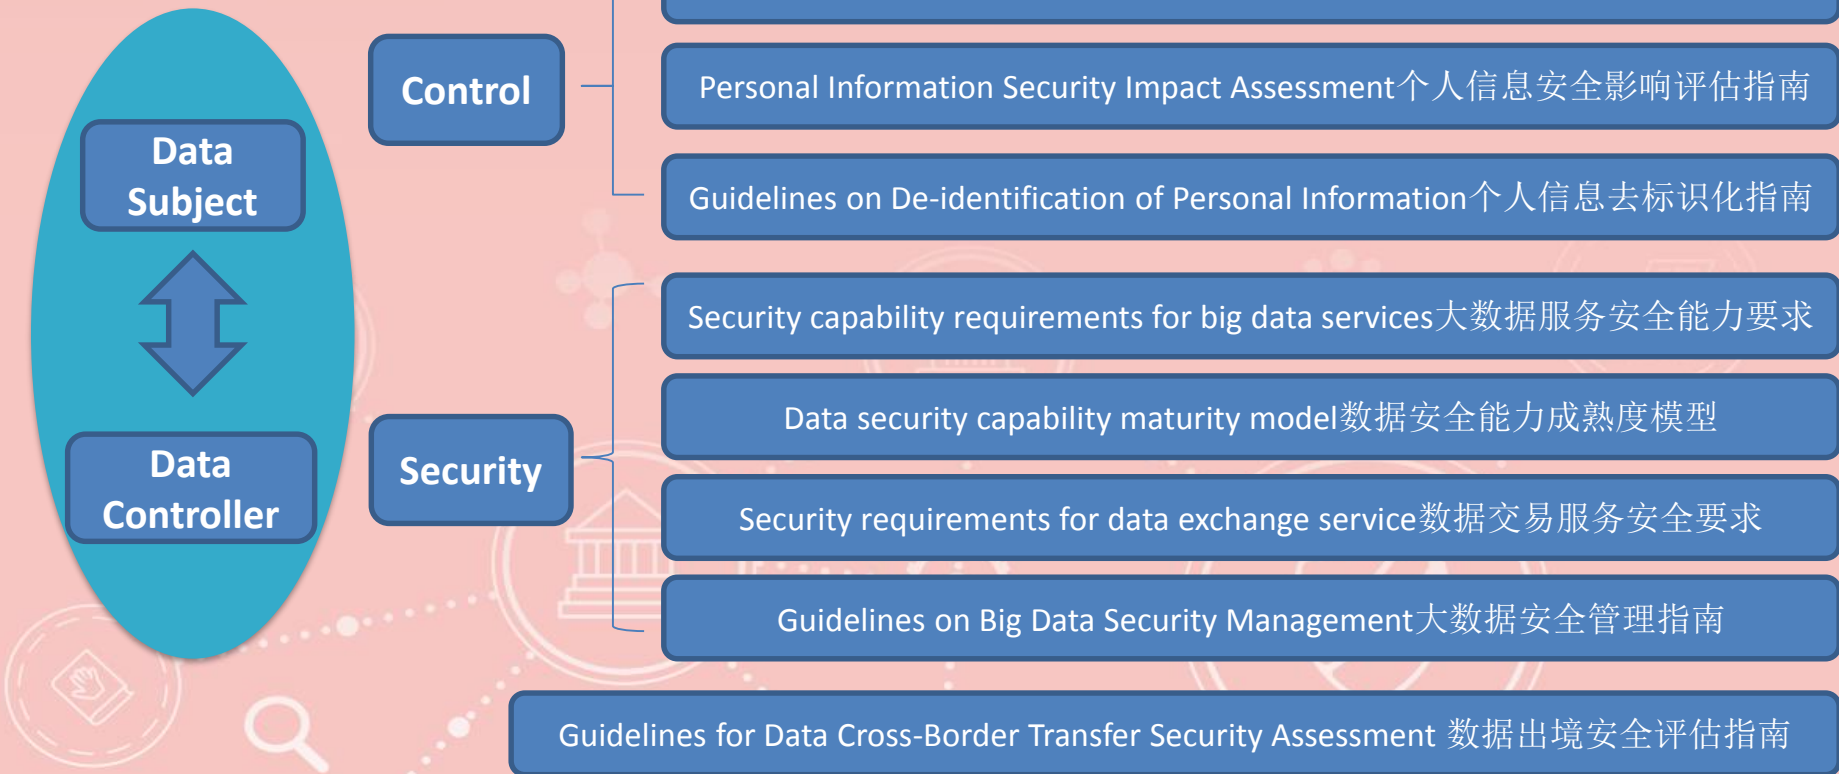 Data
Subject
Data
Controller
Control
Personal Information Security Impact Assessment个人信息安全影响评估指南
Guidelines on De-identification of Personal Information个人信息去标识化指南
Security
Security capability requirements for big data services大数据服务安全能力要求
Data security capability maturity model数据安全能力成熟度模型
Security requirements for data exchange service数据交易服务安全要求
Guidelines on Big Data Security Management大数据安全管理指南
Guidelines for Data Cross-Border Transfer Security Assessment 数据出境安全评估指南